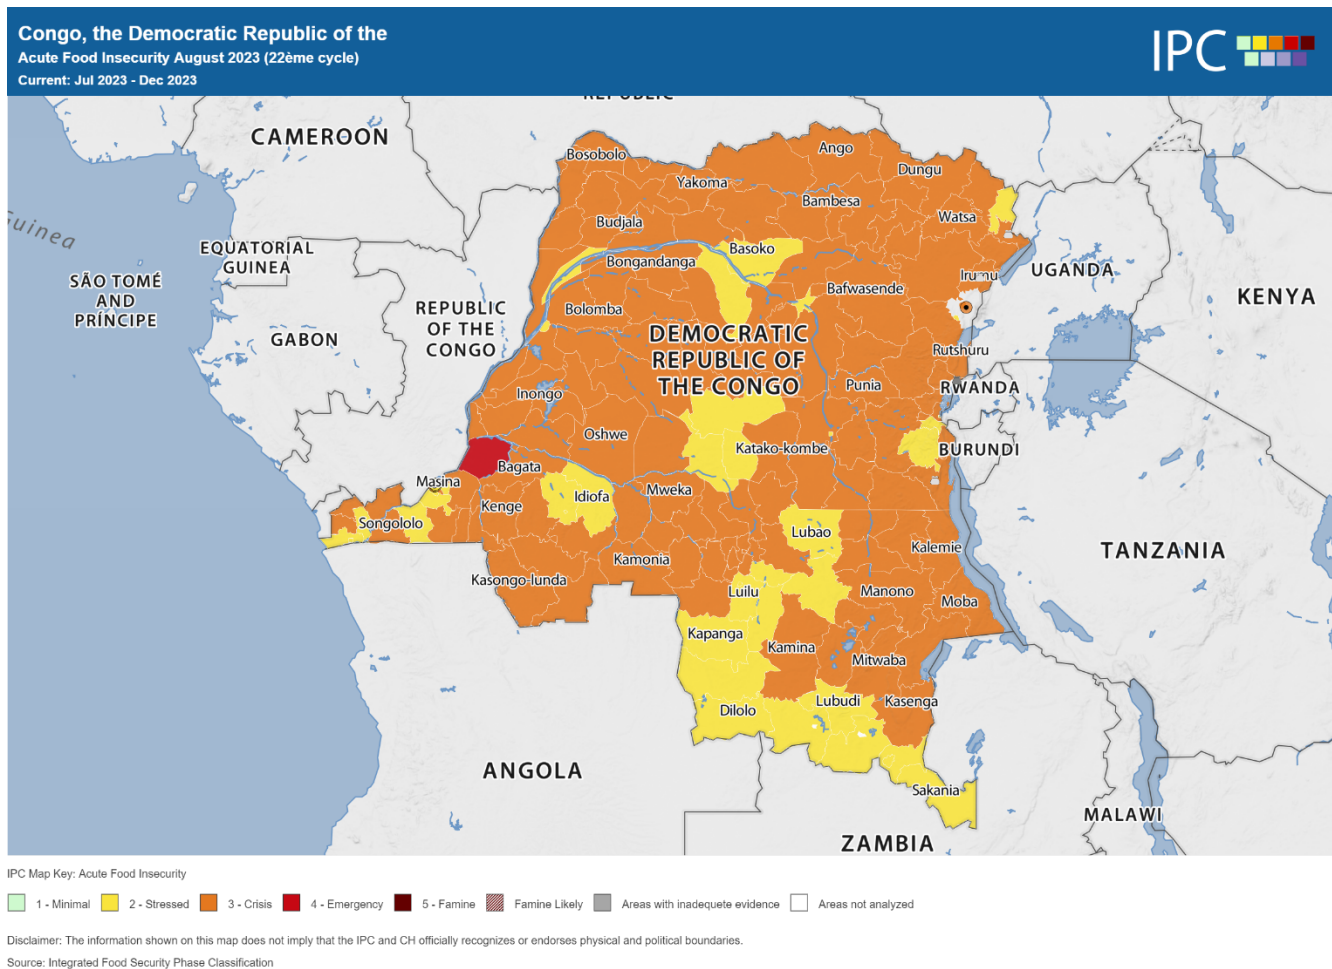 Congo, the Democratic Republic of the
Acute Food Insecurity August 2023 (22ème cycle)
Current: Jul 2023 - Dec 2023
IPC
REPUBLIC
CAMEROON
Bosobolo
Ango
Dungu
Yakoma
Bambesa
Watsa
Budjala
Guinea
EQUATORIAL
GUINEA
Basoko
Bongandanga
Irumu
UGANDA
SÃO TOMÉ
AND
PRÍNCIPE
Bafwasende
KENYA
REPUBLIC
OF THE
CONGO
Bolomba
GABON
DEMOCRATIC
REPUBLIC OF
THE CONGO
Rutshuru
Punia
RWANDA
Inongo
Oshwe
Katako-kombe
BURUNDI
Bagata
Masina
Mweka
Idiofa
Kenge
Songololo
Lubao
Kalemie
TANZANIA
Kamonia
Kasongo-lunda
Luilu
Manono
Moba
Kapanga
Kamina
Mitwaba
Lubudi
Kasenga
Dilolo
ANGOLA
Sakania
MALAWI
ZAMBIA
IPC Map Key: Acute Food Insecurity
1 - Minimal 2 - Stressed 3 - Crisis 4 - Emergency 5 - Famine Famine Likely Areas with inadequete evidence Areas not analyzed
Disclaimer: The information shown on this map does not imply that the IPC and CH officially recognizes or endorses physical and political boundaries.
Source: Integrated Food Security Phase Classification